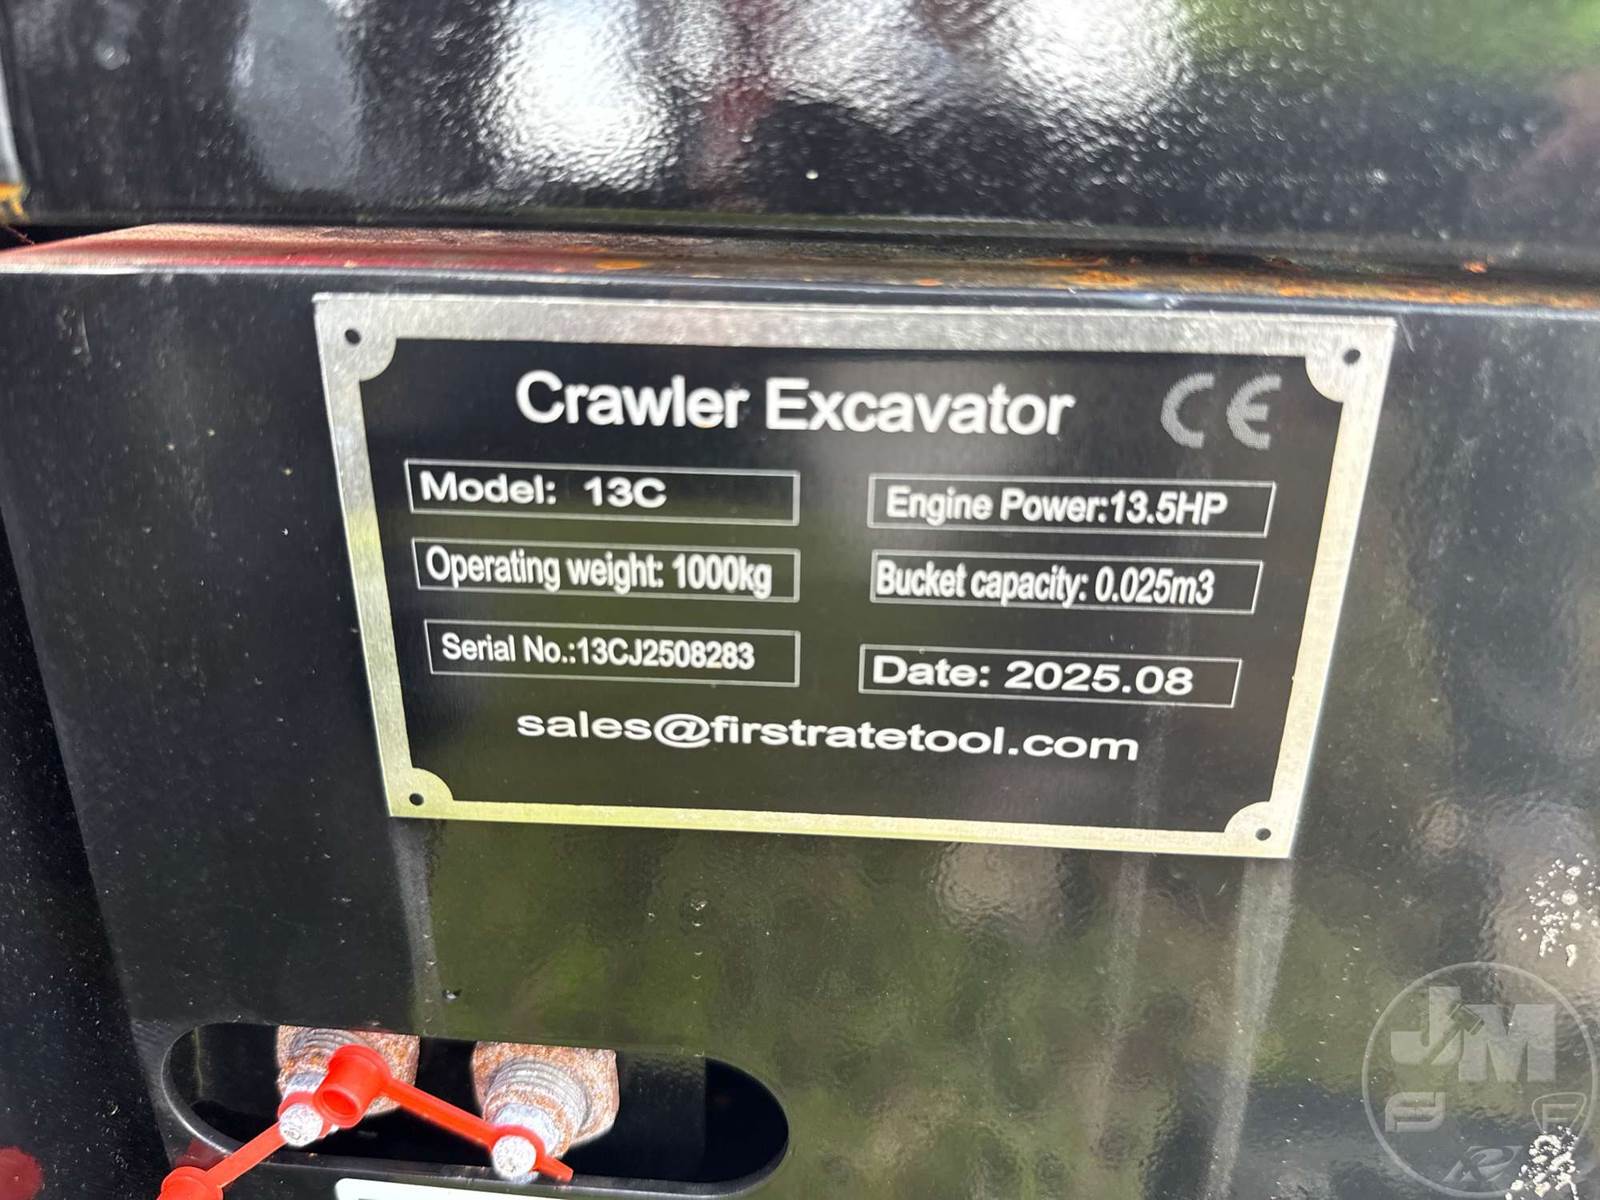 Crawler Excavator CE
Model: 13C
Engine Power:13.5HP
Operating weight: 1000kg
Bucket capacity: 0.025m3
Serial No.:13CJ2508283
Date: 2025.08
sales@firstratetool.com
JM